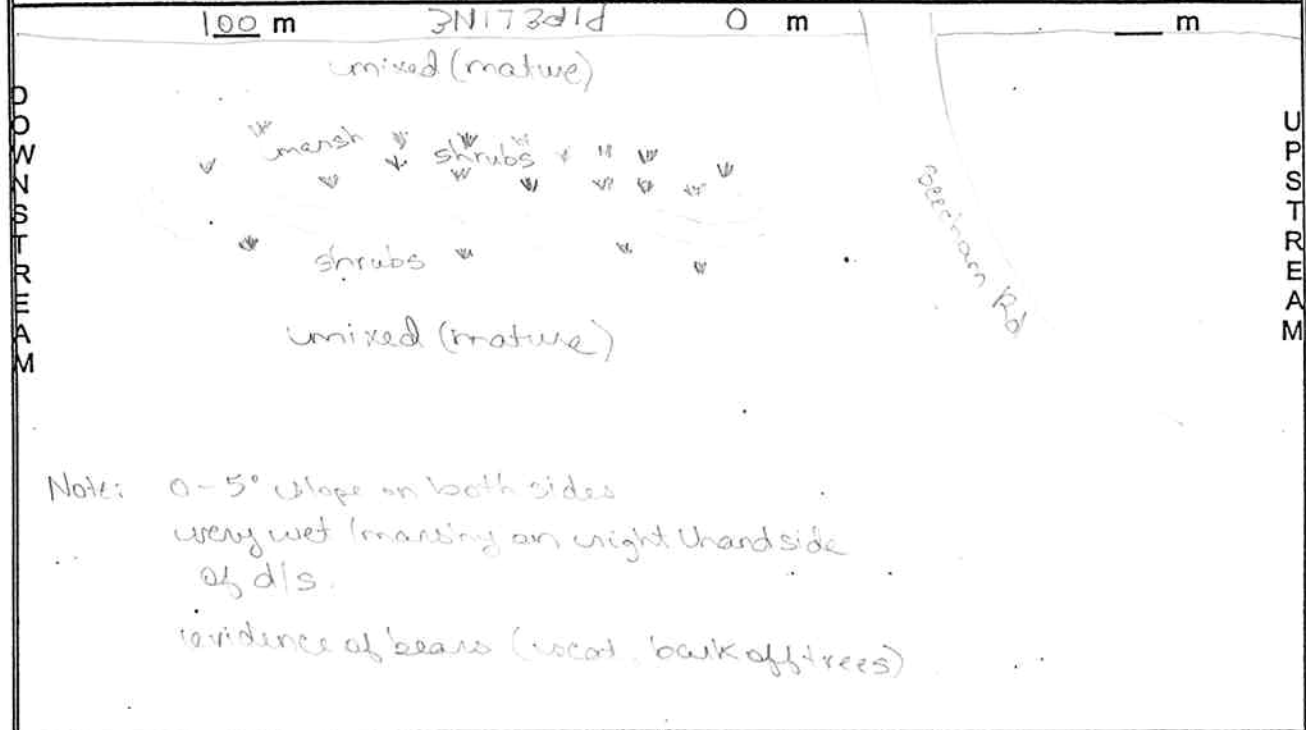 100 m PIPELINE 0 m m
mixed (mature)
marsh shrubs
shrubs
mixed (mature)
DOWNSTREAM
UPSTREAM
Rd
Note: 0-5° slope on both sides
very wet / marshy on right hand side
of d/s.
evidence of bears (scat, bark off trees)